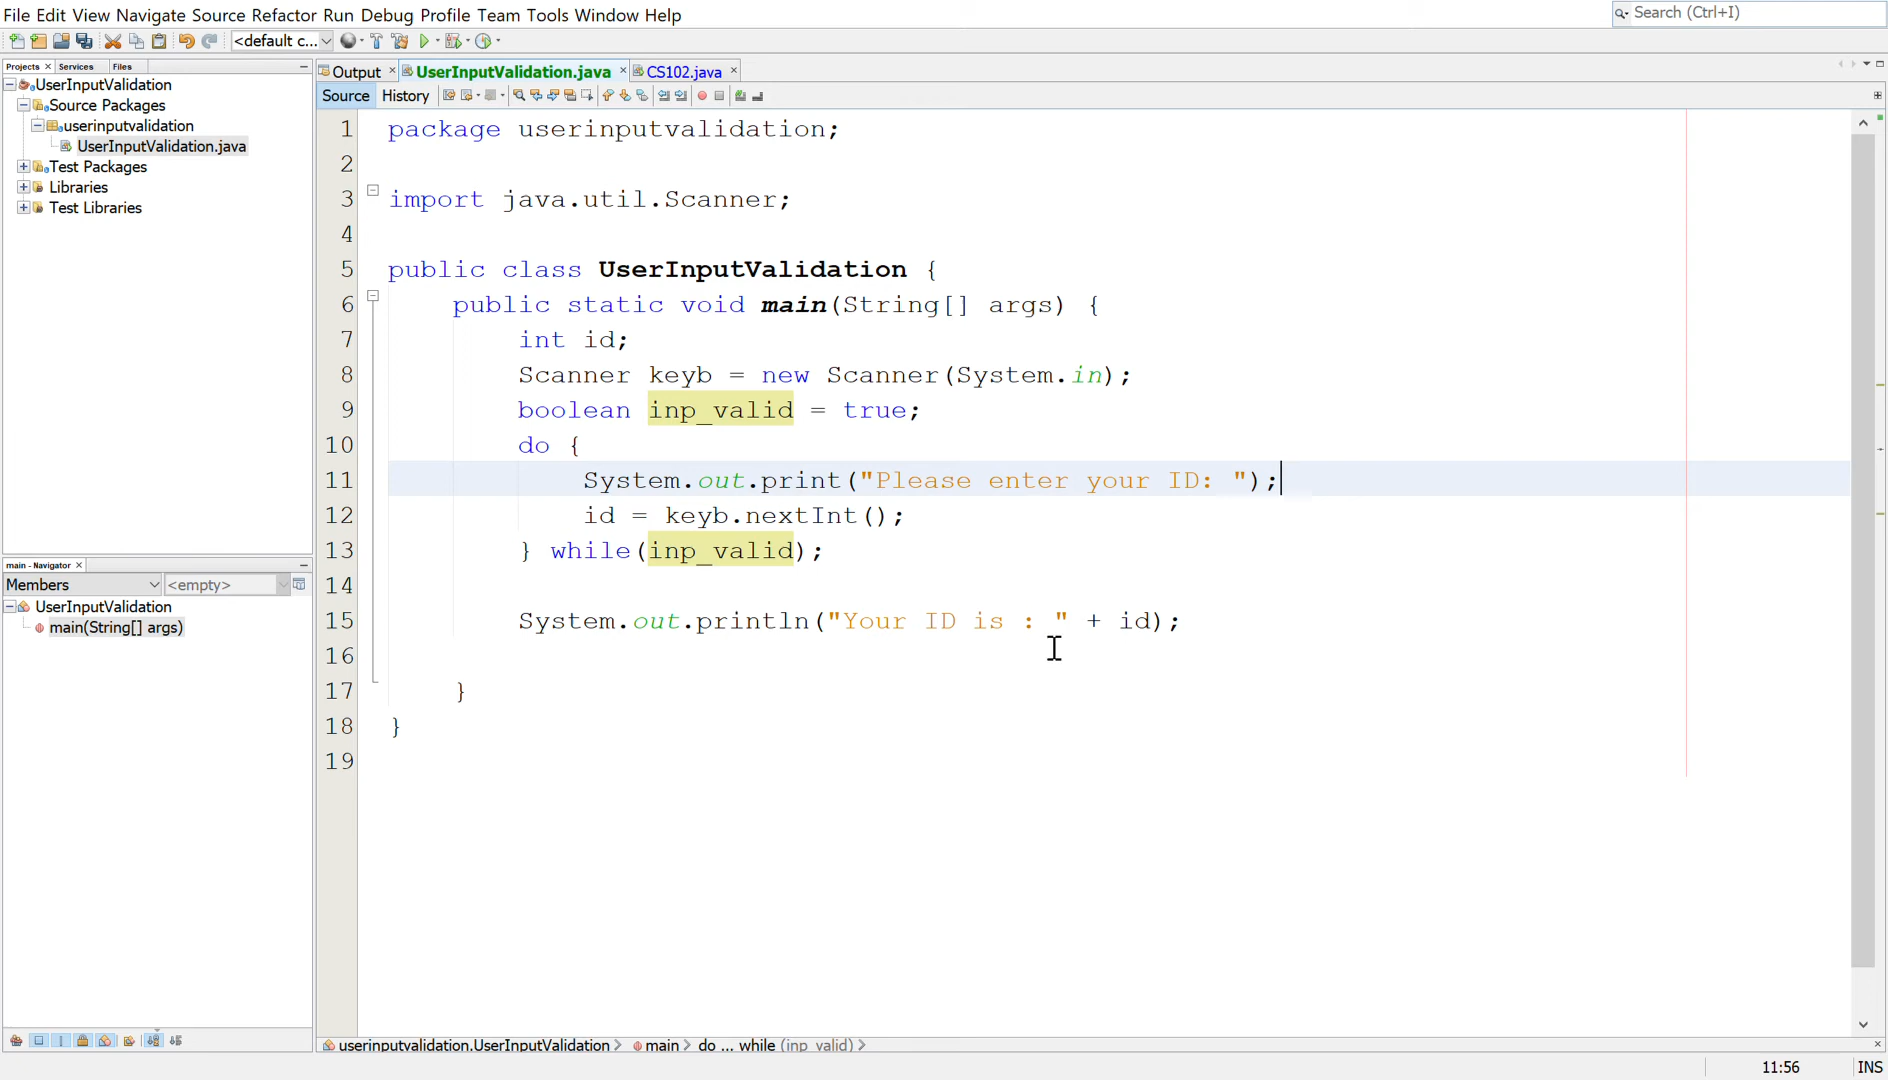 File Edit View Navigate Source Refactor Run Debug Profile Team Tools Window Help
Search (Ctrl+I)
<default c...
Projects Services Files
UserInputValidation
Source Packages
userinputvalidation
UserInputValidation.java
Test Packages
Libraries
Test Libraries
main - Navigator
Members <empty>
UserInputValidation
main(String[] args)
Output UserInputValidation.java CS102.java
Source History
1 package userinputvalidation;
2
3 import java.util.Scanner;
4
5 public class UserInputValidation {
6 public static void main(String[] args) {
7 int id;
8 Scanner keyb = new Scanner(System.in);
9 boolean inp_valid = true;
10 do {
11 System.out.print("Please enter your ID: ");
12 id = keyb.nextInt();
13 } while(inp_valid);
14
15 System.out.println("Your ID is : " + id);
16
17 }
18 }
19
userinputvalidation.UserInputValidation > main > do ... while (inp_valid) >
11:56 INS